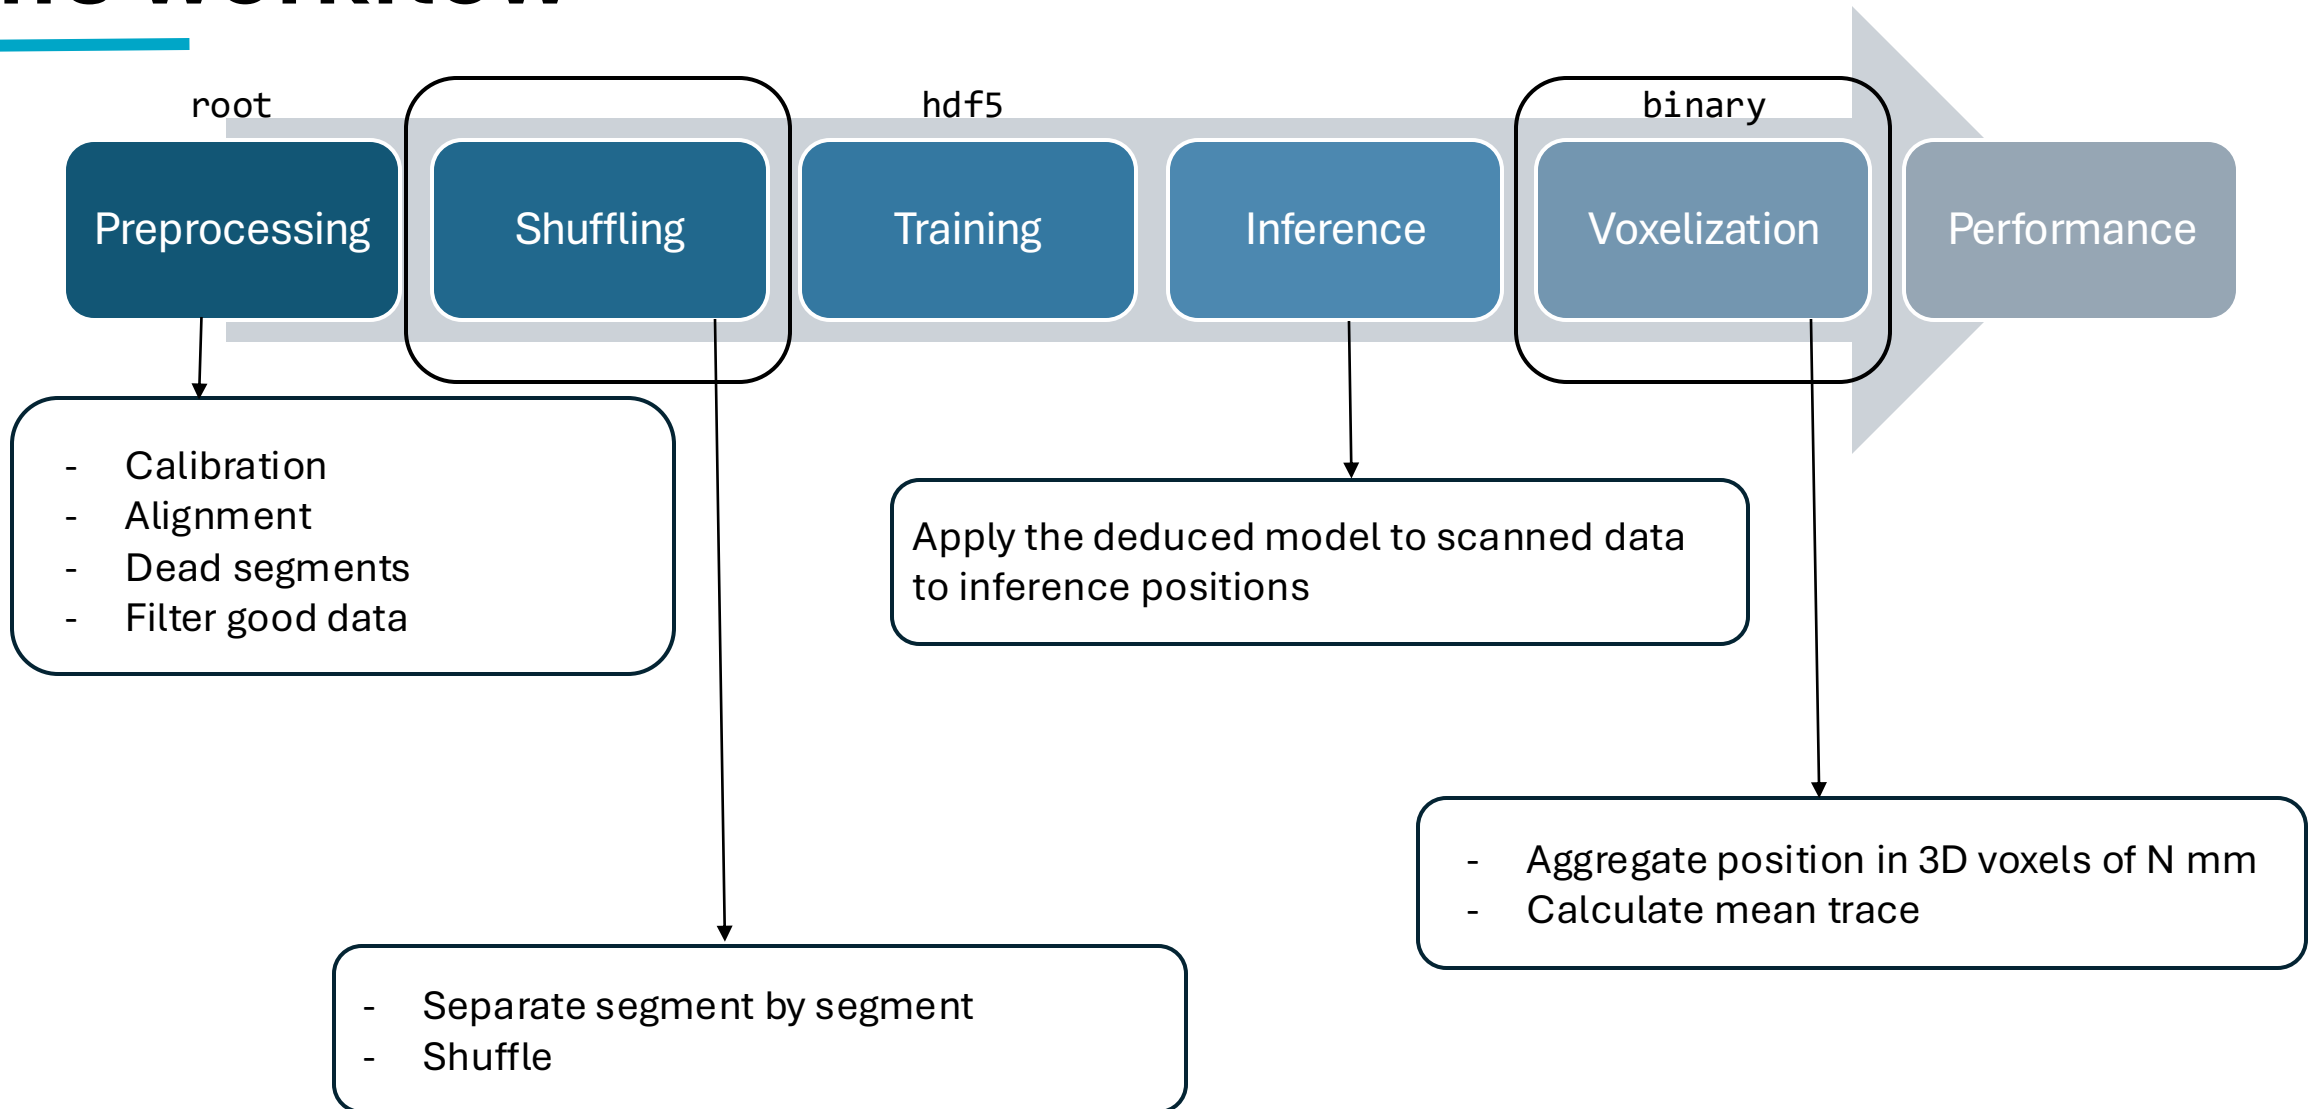 workflow
root
hdf5
binary
Preprocessing
Shuffling
Training
Inference
Voxelization
Performance
- Calibration
- Alignment
- Dead segments
- Filter good data
Apply the deduced model to scanned data
to inference positions
- Aggregate position in 3D voxels of N mm
- Calculate mean trace
- Separate segment by segment
- Shuffle